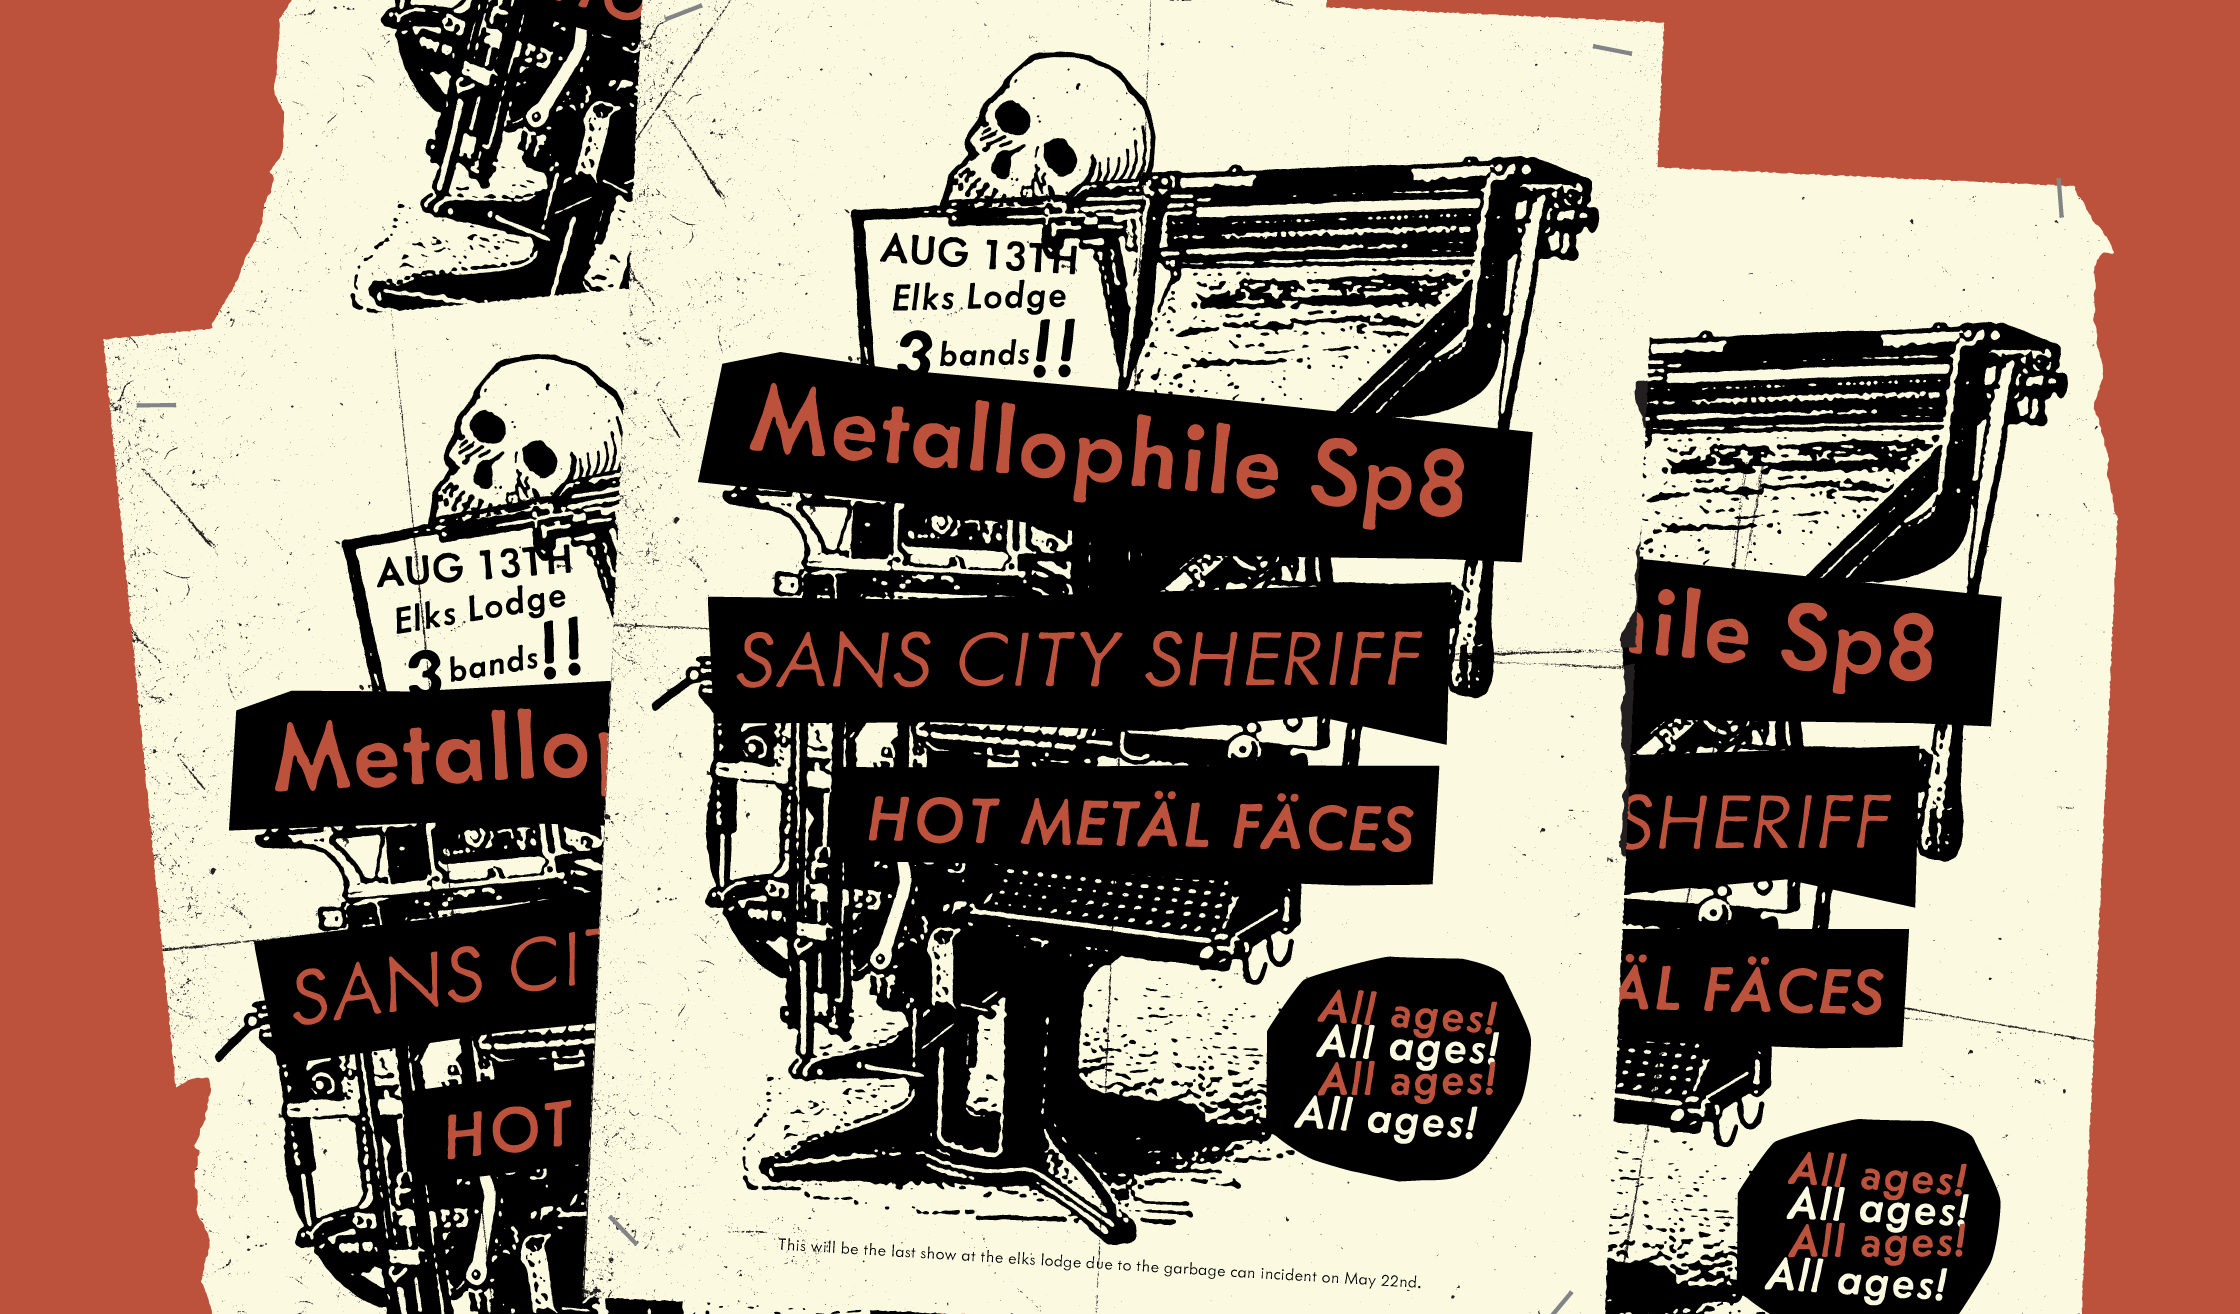 AUG 13TH
Elks Lodge
3 bands!!
Metallophile Sp8
SANS CITY SHERIFF
HOT METÄL FÄCES
All ages!
All ages!
All ages!
All ages!
This will be the last show at the elks lodge due to the garbage can incident on May 22nd.
AUG 13TH
Elks Lodge
3 bands!!
Metallop
SANS CIT
HOT
ile Sp8
SHERIFF
ÄL FÄCES
All ages!
All ages!
All ages!
All ages!